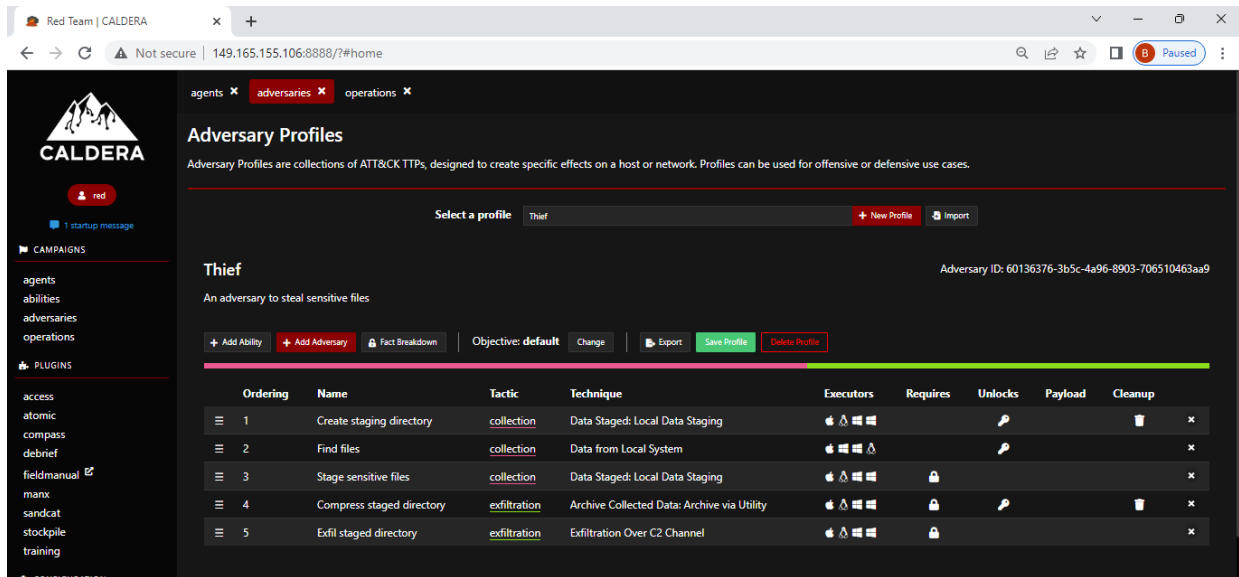 Red Team | CALDERA
Not secure | 149.165.155.106:8888/?#home
B Paused
CALDERA
red
1 startup message
CAMPAIGNS
agents
abilities
adversaries
operations
PLUGINS
access
atomic
compass
debrief
fieldmanual
manx
sandcat
stockpile
training
agents adversaries operations
Adversary Profiles
Adversary Profiles are collections of ATT&CK TTPs, designed to create specific effects on a host or network. Profiles can be used for offensive or defensive use cases.
Select a profile Thief + New Profile Import
Thief Adversary ID: 60136376-3b5c-4a96-8903-706510463aa9
An adversary to steal sensitive files
+ Add Ability + Add Adversary Fact Breakdown Objective: default Change Export Save Profile Delete Profile
Ordering Name Tactic Technique Executors Requires Unlocks Payload Cleanup
1 Create staging directory collection Data Staged: Local Data Staging
2 Find files collection Data from Local System
3 Stage sensitive files collection Data Staged: Local Data Staging
4 Compress staged directory exfiltration Archive Collected Data: Archive via Utility
5 Exfil staged directory exfiltration Exfiltration Over C2 Channel